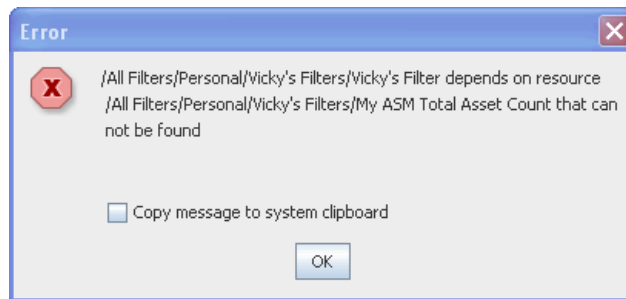 Error
/All Filters/Personal/Vicky's Filters/Vicky's Filter depends on resource
/All Filters/Personal/Vicky's Filters/My ASM Total Asset Count that can
not be found
Copy message to system clipboard
OK